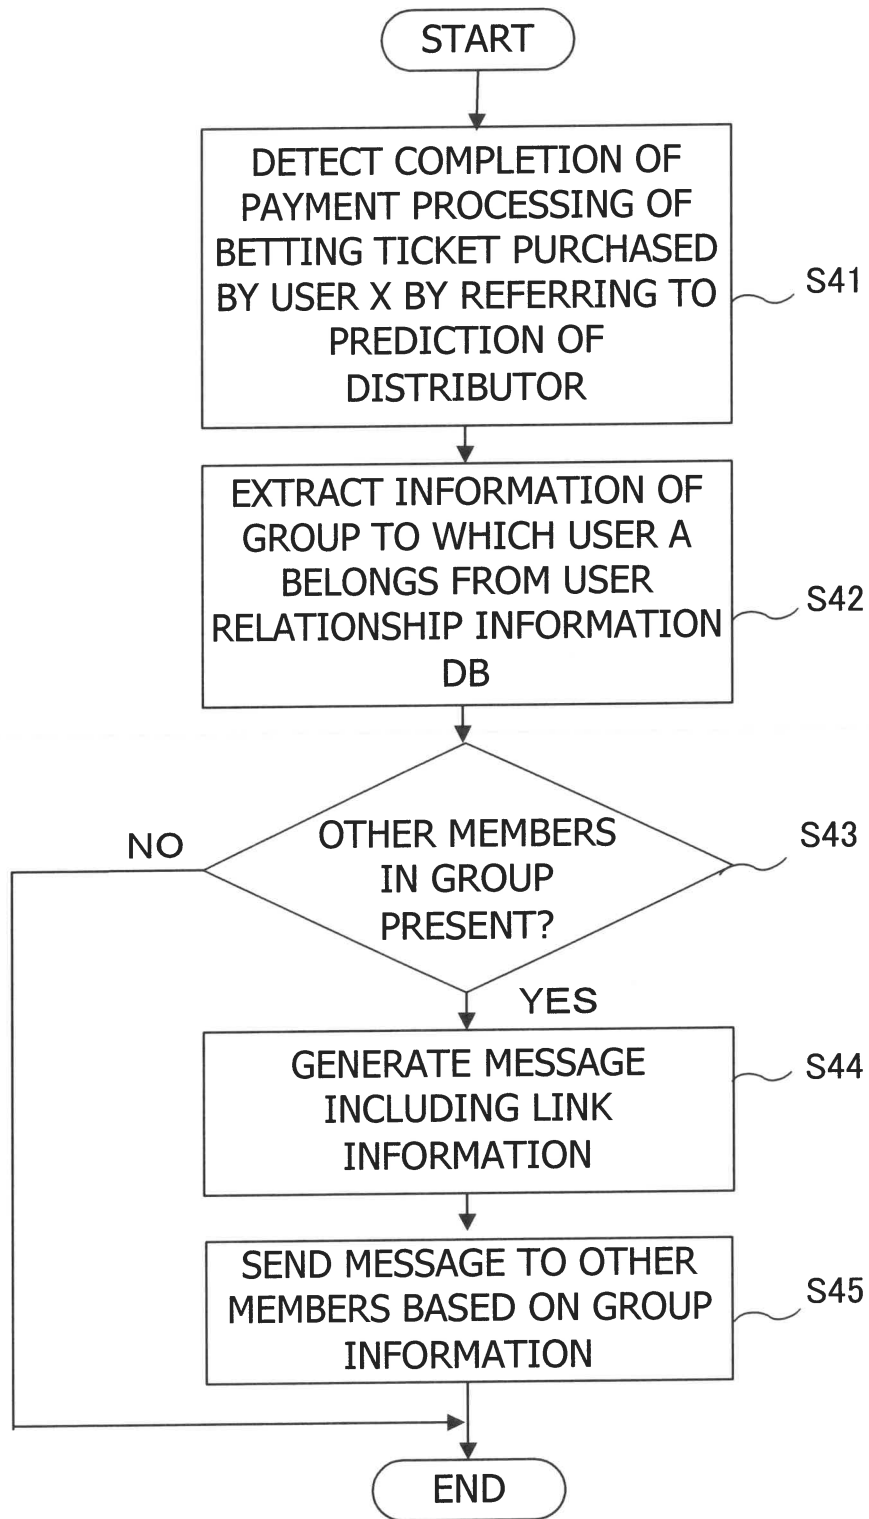 START
DETECT COMPLETION OF
PAYMENT PROCESSING OF
BETTING TICKET PURCHASED
BY USER X BY REFERRING TO
PREDICTION OF
DISTRIBUTOR
S41
EXTRACT INFORMATION OF
GROUP TO WHICH USER A
BELONGS FROM USER
RELATIONSHIP INFORMATION
DB
S42
OTHER MEMBERS
IN GROUP
PRESENT?
S43
NO
YES
GENERATE MESSAGE
INCLUDING LINK
INFORMATION
S44
SEND MESSAGE TO OTHER
MEMBERS BASED ON GROUP
INFORMATION
S45
END